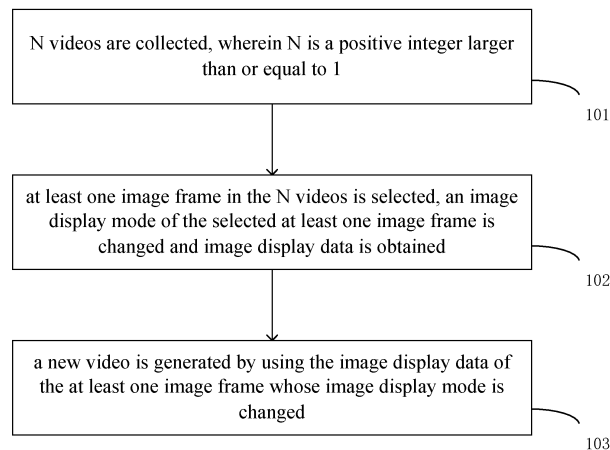 N videos are collected, wherein N is a positive integer larger
than or equal to 1
101
at least one image frame in the N videos is selected, an image
display mode of the selected at least one image frame is
changed and image display data is obtained
102
a new video is generated by using the image display data of
the at least one image frame whose image display mode is
changed
103